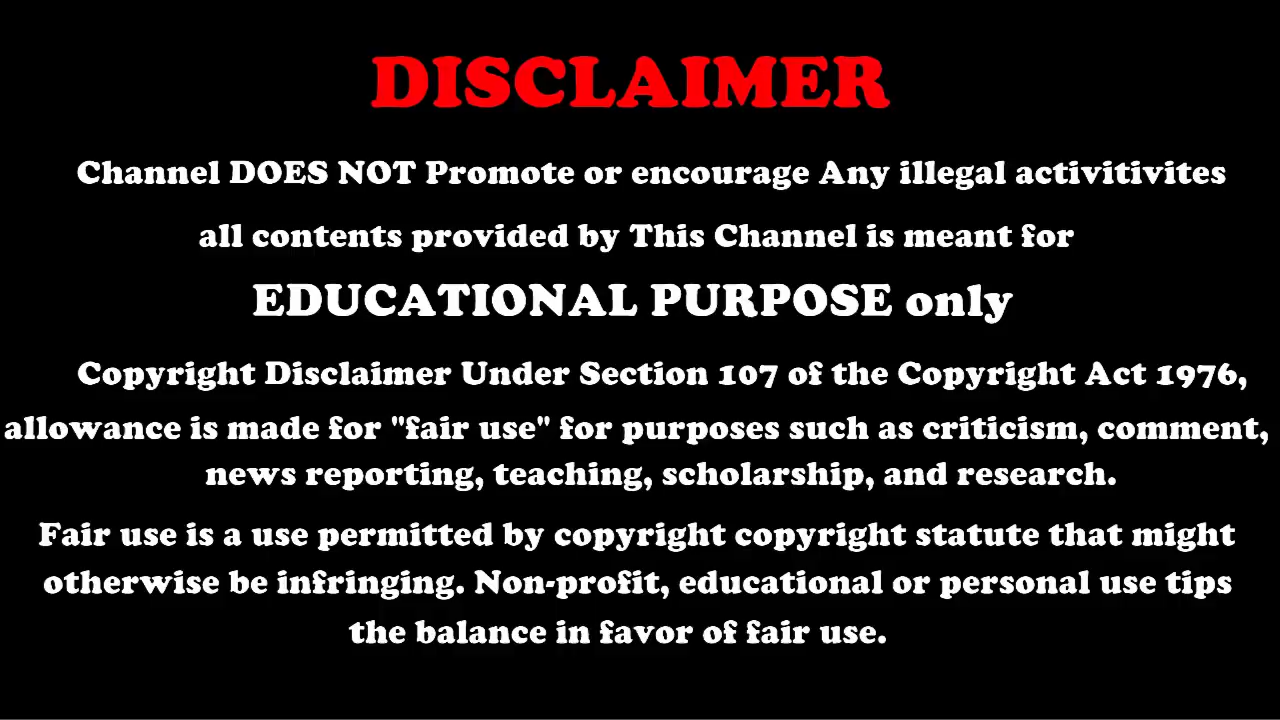 DISCLAIMER
Channel DOES NOT Promote or encourage Any illegal activitivites
all contents provided by This Channel is meant for
EDUCATIONAL PURPOSE only
Copyright Disclaimer Under Section 107 of the Copyright Act 1976,
allowance is made for "fair use" for purposes such as criticism, comment,
news reporting, teaching, scholarship, and research.
Fair use is a use permitted by copyright copyright statute that might
otherwise be infringing. Non-profit, educational or personal use tips
the balance in favor of fair use.